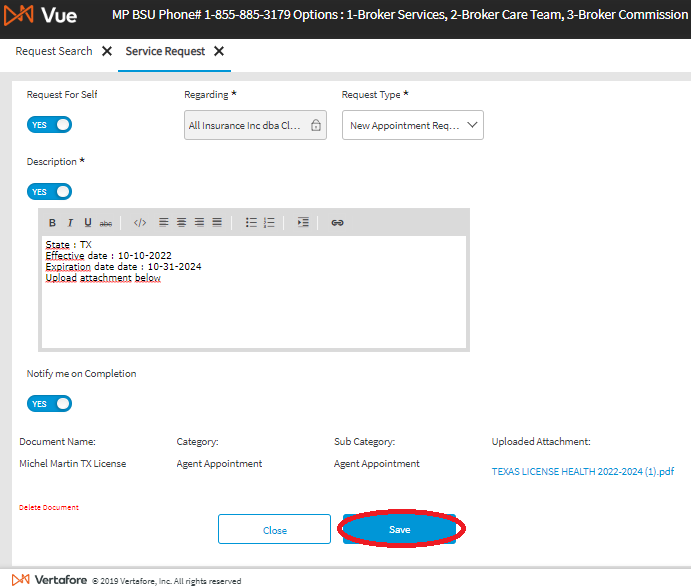 Vue MP BSU Phone# 1-855-885-3179 Options : 1-Broker Services, 2-Broker Care Team, 3-Broker Commission
Request Search X Service Request X
Request For Self Regarding * Request Type *
YES All Insurance Inc dba Cl... New Appointment Req...
Description *
YES
B I U abc </>
State : TX
Effective date : 10-10-2022
Expiration date date : 10-31-2024
Upload attachment below
Notify me on Completion
YES
Document Name: Category: Sub Category: Uploaded Attachment:
Michel Martin TX License Agent Appointment Agent Appointment TEXAS LICENSE HEALTH 2022-2024 (1).pdf
Delete Document
Close Save
Vertafore © 2019 Vertafore, Inc. All rights reserved